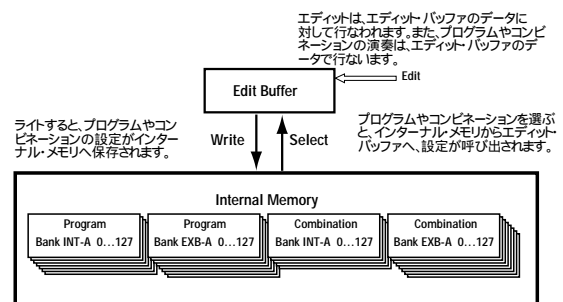 エディットは、エディット・バッファのデータに
対して行なわれます。また、プログラムやコンビ
ネーションの演奏は、エディット・バッファのデ
ータで行ないます。
Edit
Edit Buffer
ライトすると、プログラムやコン
ビネーションの設定がインター
ナル・メモリへ保存されます。
Write
Select
プログラムやコンビネーションを選ぶ
と、インターナル・メモリからエディット・
バッファへ、設定が呼び出されます。
Internal Memory
Program
Bank INT-A 0...127
Program
Bank EXB-A 0...127
Combination
Bank INT-A 0...127
Combination
Bank EXB-A 0...127